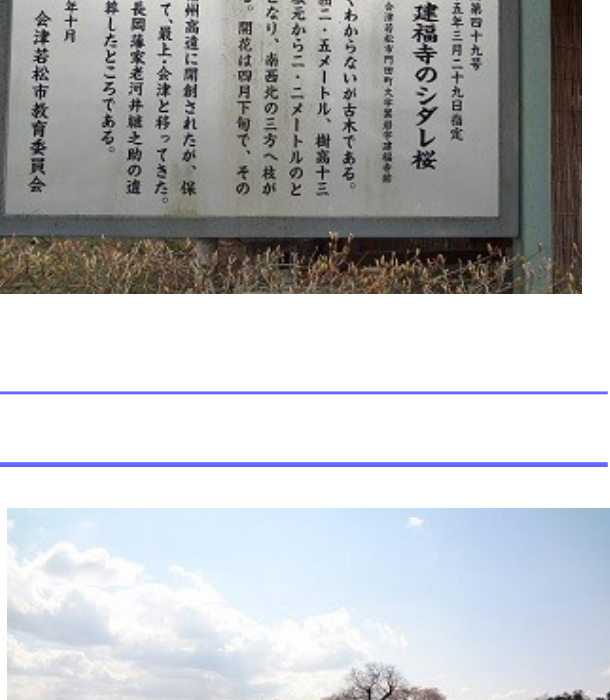 第四十九号
五年三月二十九日指定
建福寺のシダレ桜
会津若松市門田町大字黒岩字建福寺前
くわからないが古木である。
二・五メートル、樹高十三
元から二・二メートルのと
となり、南西北の三方へ枝が
。開花は四月下旬で、その
州高遠に開創されたが、保
て、最上・会津と移ってきた。
長岡藩家老河井継之助の遺
葬したところである。
年十月
会津若松市教育委員会